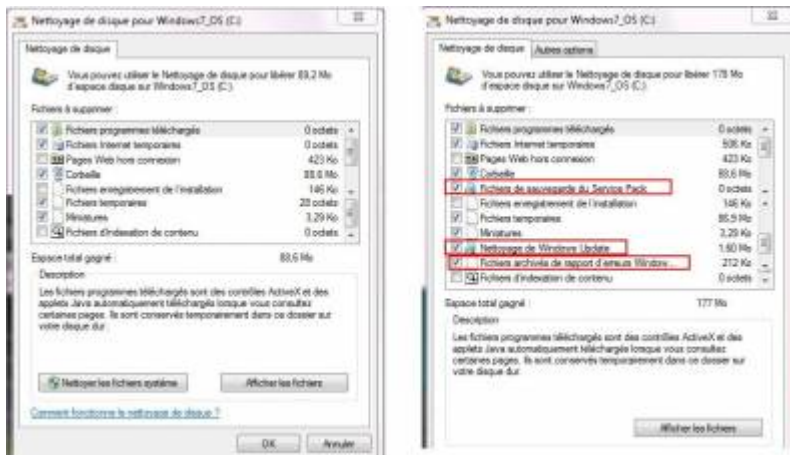 Nettoyage de disque pour Windows7_OS (C:)
Nettoyage de disque
Vous pouvez utiliser le Nettoyage de disque pour libérer 89,2 Mo
d'espace disque sur Windows7_OS (C:).
Fichiers à supprimer :
Fichiers programmes téléchargés 0 octets
Fichiers Internet temporaires 0 octets
Pages Web hors connexion 423 Ko
Corbeille 88,6 Mo
Fichiers enregistrement de l'installation 146 Ko
Fichiers temporaires 28 octets
Miniatures 3,29 Ko
Fichiers d'indexation de contenu 0 octets
Espace total gagné : 88,6 Mo
Description
Les fichiers programmes téléchargés sont des contrôles ActiveX et des
applets Java automatiquement téléchargés lorsque vous consultez
certaines pages. Ils sont conservés temporairement dans ce dossier sur
votre disque dur.
Nettoyer les fichiers système
Afficher les fichiers
Comment fonctionne le nettoyage de disque ?
OK
Annuler
Nettoyage de disque pour Windows7_OS (C:)
Nettoyage de disque
Autres options
Vous pouvez utiliser le Nettoyage de disque pour libérer 178 Mo
d'espace disque sur Windows7_OS (C:).
Fichiers à supprimer :
Fichiers programmes téléchargés 0 octets
Fichiers Internet temporaires Ko
Pages Web hors connexion 423 Ko
Corbeille 88,6 Mo
Fichiers de sauvegarde du Service Pack 0 octets
Fichiers enregistrement de l'installation 146 Ko
Fichiers temporaires 86,9 Mo
Miniatures 3,29 Ko
Nettoyage de Windows Update 1,60 Mo
Fichiers archivés de rapport d'erreurs Window... 212 Ko
Fichiers d'indexation de contenu 0 octets
Espace total gagné : 177 Mo
Description
Les fichiers programmes téléchargés sont des contrôles ActiveX et des
applets Java automatiquement téléchargés lorsque vous consultez
certaines pages. Ils sont conservés temporairement dans ce dossier sur
votre disque dur.
Afficher les fichiers